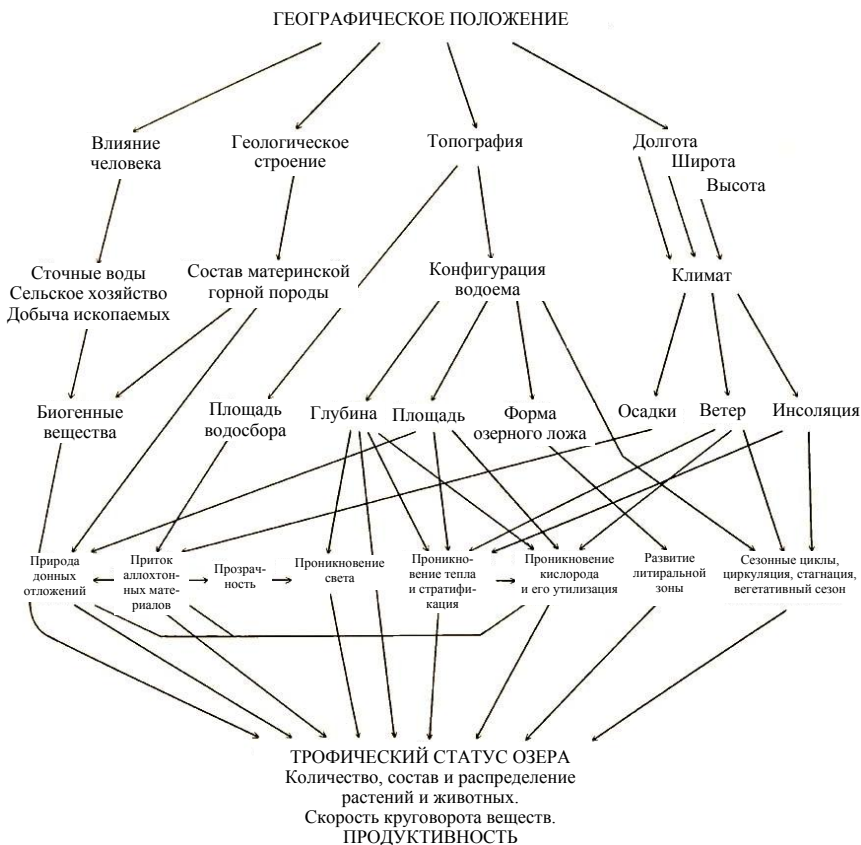 ГЕОГРАФИЧЕСКОЕ ПОЛОЖЕНИЕ
Влияние
человека
Геологическое
строение
Топография
Долгота
Широта
Высота
Сточные воды
Сельское хозяйство
Добыча ископаемых
Состав материнской
горной породы
Конфигурация
водоема
Климат
Биогенные
вещества
Площадь
водосбора
Глубина
Площадь
Форма
озерного ложа
Осадки
Ветер
Инсоляция
Природа
донных
отложений
Приток
аллохтон-
ных мате-
риалов
Прозрач-
ность
Проникновение
света
Проникно-
вение тепла
и стратифи-
кация
Проникновение
кислорода
и его утилизация
Развитие
литиральной
зоны
Сезонные циклы,
циркуляция, стагнация,
вегетативный сезон
ТРОФИЧЕСКИЙ СТАТУС ОЗЕРА
Количество, состав и распределение
растений и животных.
Скорость круговорота веществ.
ПРОДУКТИВНОСТЬ